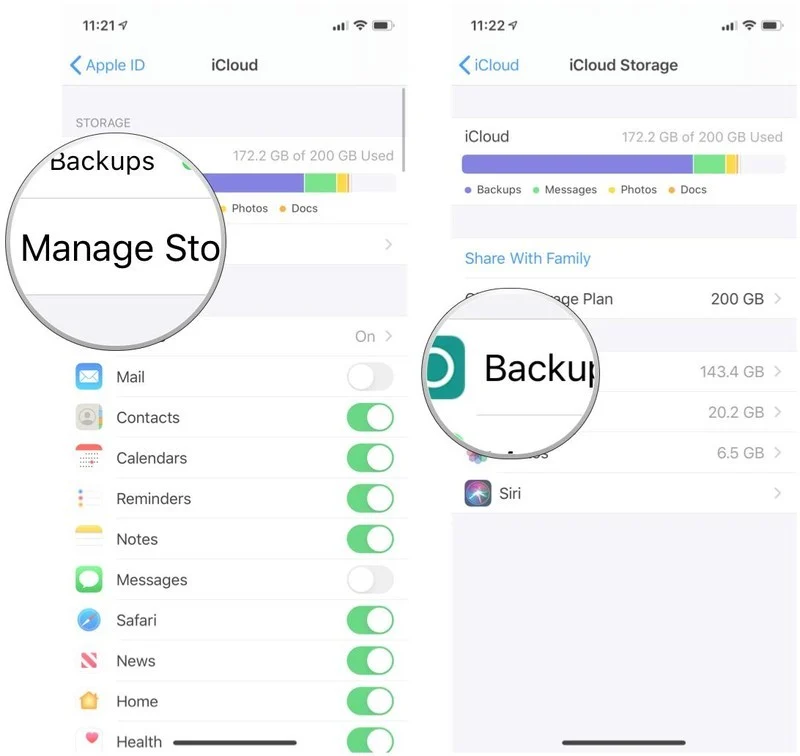 11:21
Apple ID
iCloud
STORAGE
172.2 GB of 200 GB Used
Backups
Photos
Docs
Manage Sto
On
Mail
Contacts
Calendars
Reminders
Notes
Messages
Safari
News
Home
Health
11:22
iCloud
iCloud Storage
iCloud
172.2 GB of 200 GB Used
Backups
Messages
Photos
Docs
Share With Family
Plan
200 GB
Backup
143.4 GB
20.2 GB
6.5 GB
Siri